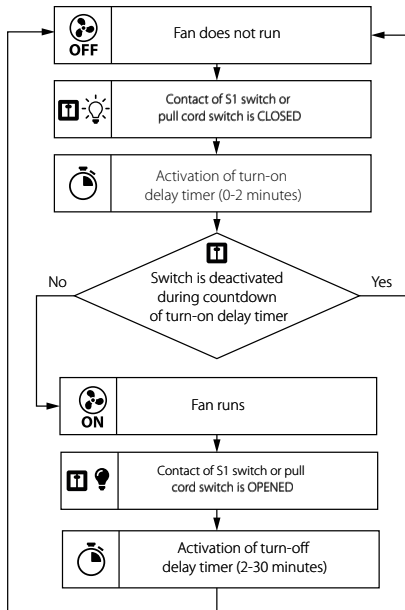 OFF
Fan does not run
Contact of S1 switch or
pull cord switch is CLOSED
Activation of turn-on
delay timer (0-2 minutes)
Switch is deactivated
during countdown
of turn-on delay timer
No
Yes
ON
Fan runs
Contact of S1 switch or pull
cord switch is OPENED
Activation of turn-off
delay timer (2-30 minutes)